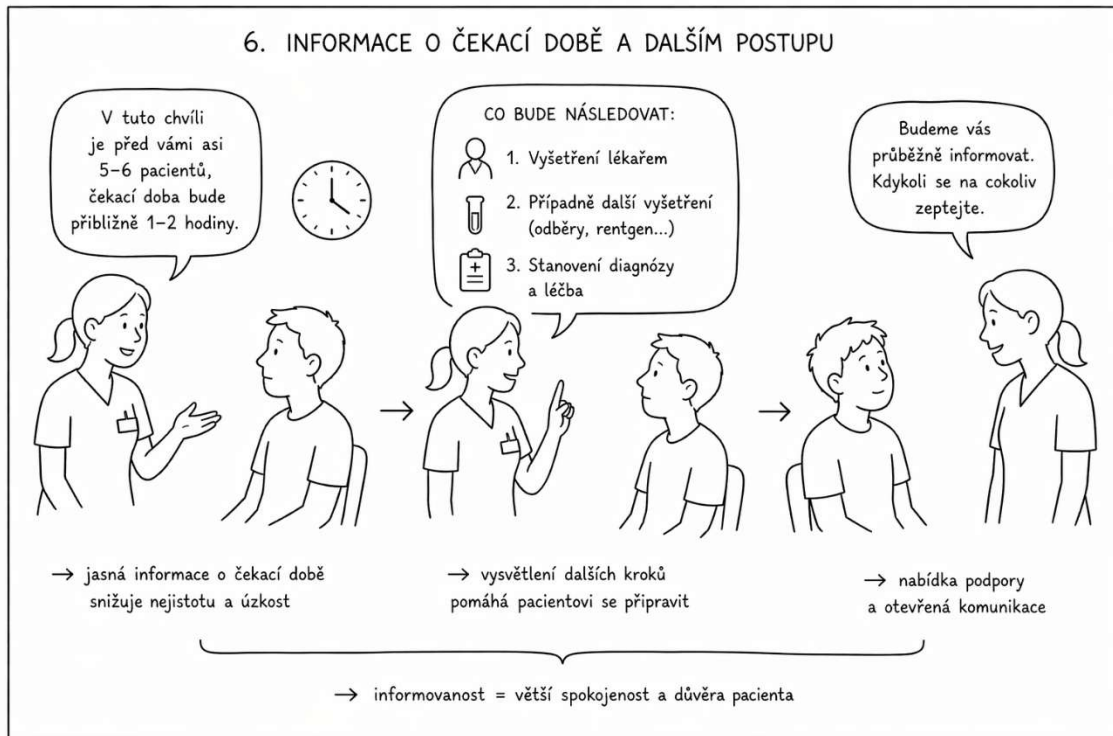 6. INFORMACE O ČEKACÍ DOBĚ A DALŠÍM POSTUPU
V tuto chvíli
je před vámi asi
5–6 pacientů,
čekací doba bude
přibližně 1–2 hodiny.
CO BUDE NÁSLEDOVAT:
1. Vyšetření lékařem
2. Případně další vyšetření
(odběry, rentgen...)
3. Stanovení diagnózy
a léčba
Budeme vás
průběžně informovat.
Kdykoli se na cokoliv
zeptejte.
→ jasná informace o čekací době
snižuje nejistotu a úzkost
→ vysvětlení dalších kroků
pomáhá pacientovi se připravit
→ nabídka podpory
a otevřená komunikace
→ informovanost = větší spokojenost a důvěra pacienta